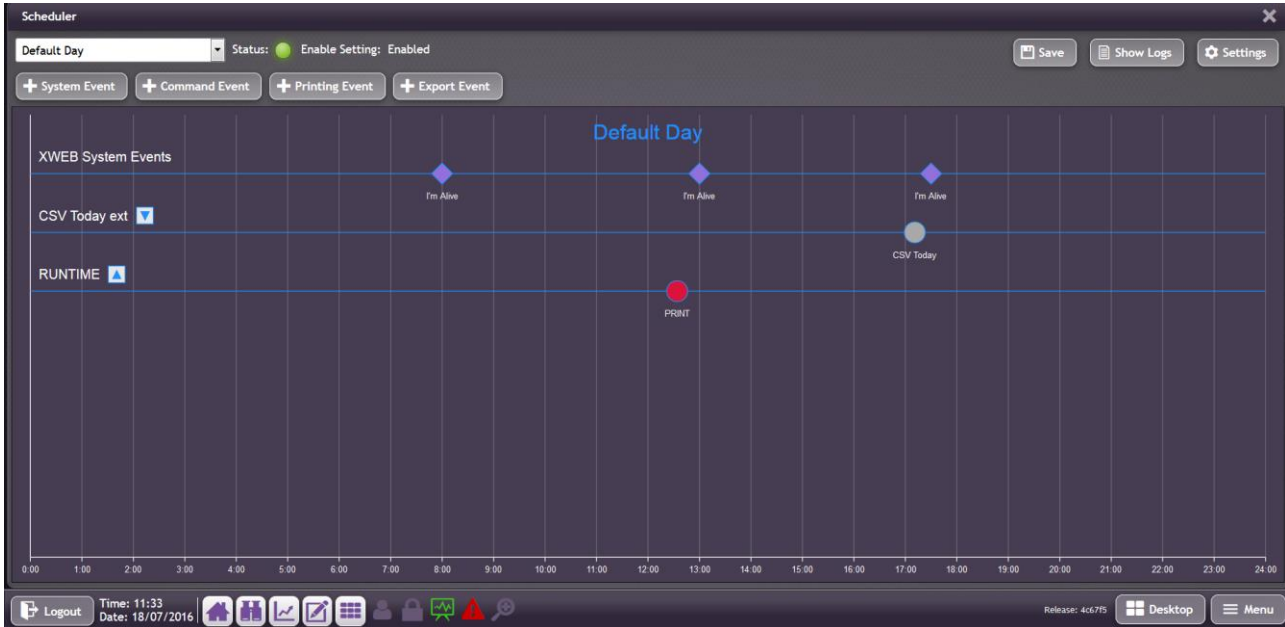 Scheduler
Default Day Status: Enable Setting: Enabled Save Show Logs Settings
System Event Command Event Printing Event Export Event
Default Day
XWEB System Events
I'm Alive I'm Alive I'm Alive
CSV Today ext
CSV Today
RUNTIME
PRINT
0:00 1:00 2:00 3:00 4:00 5:00 6:00 7:00 8:00 9:00 10:00 11:00 12:00 13:00 14:00 15:00 16:00 17:00 18:00 19:00 20:00 21:00 22:00 23:00 24:00
Logout Time: 11:33
Date: 18/07/2016 Release: 4c67f5 Desktop Menu